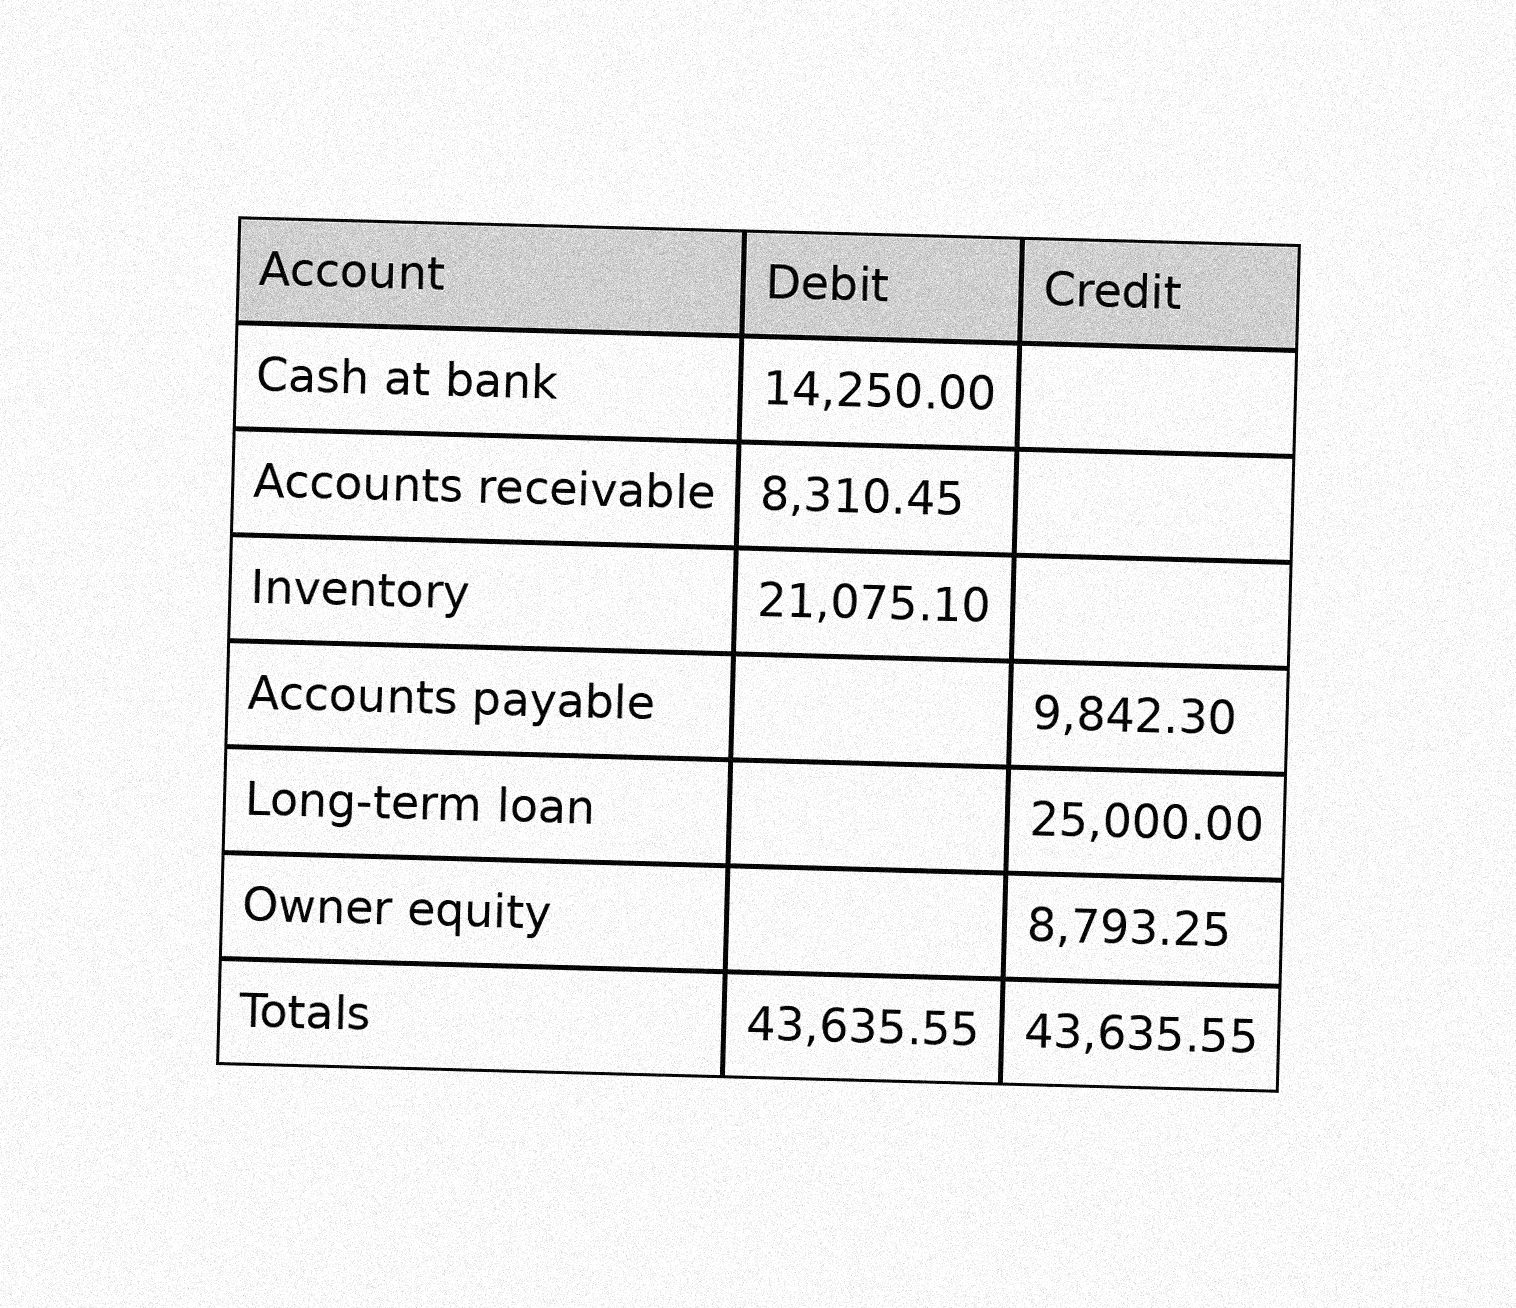 Account Debit Credit
Cash at bank 14,250.00
Accounts receivable 8,310.45
Inventory 21,075.10
Accounts payable 9,842.30
Long-term loan 25,000.00
Owner equity 8,793.25
Totals 43,635.55 43,635.55